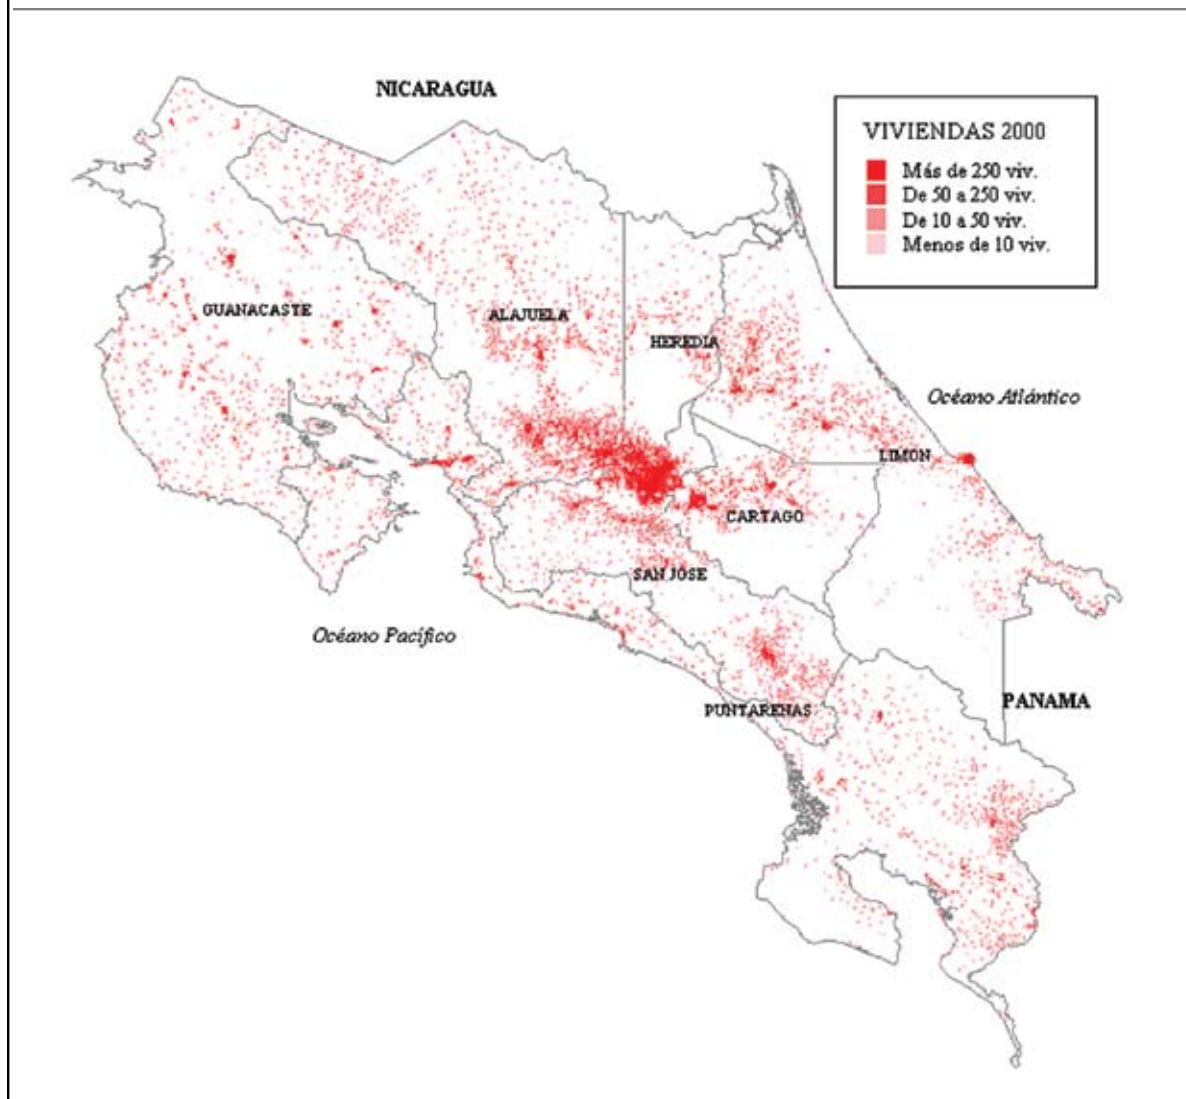 NICARAGUA
VIVIENDAS 2000
Más de 250 viv.
De 50 a 250 viv.
De 10 a 50 viv.
Menos de 10 viv.
GUANACASTE
ALAJUELA
HEREDIA
Océano Atlántico
LIMON
CARTAGO
SAN JOSE
Océano Pacífico
PUNTARENAS
PANAMA